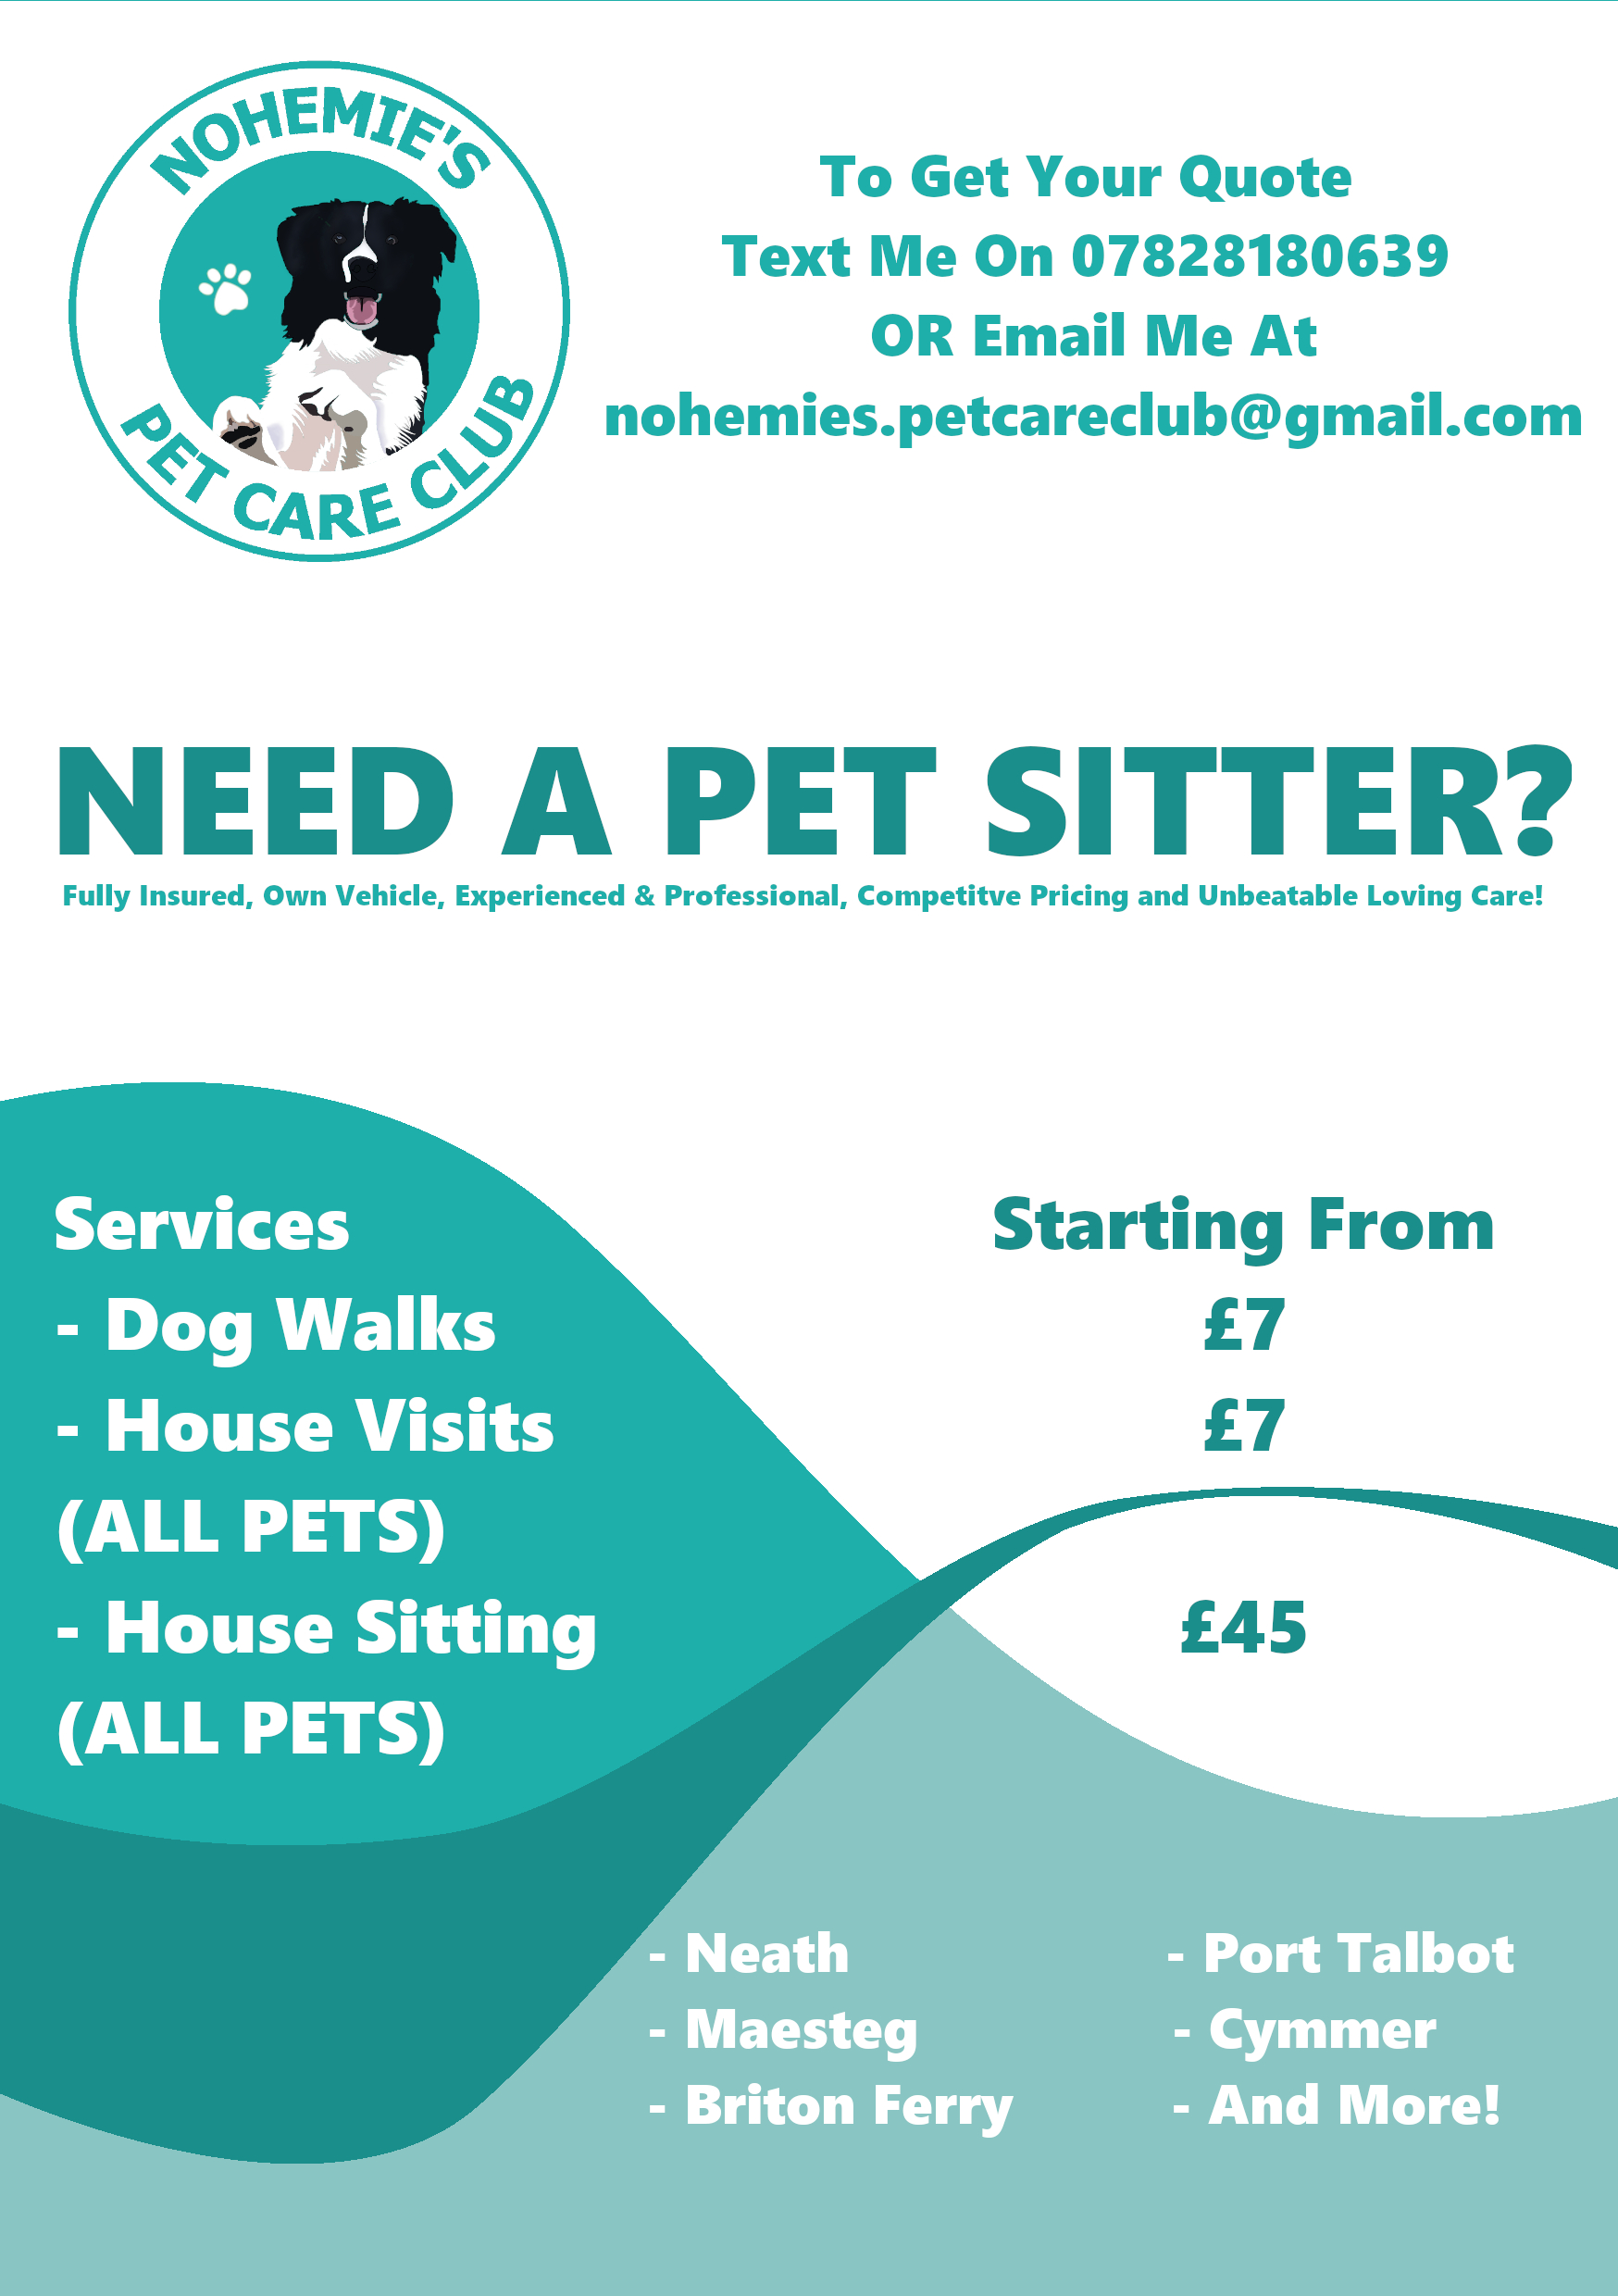 NOHEMIE'S
PET CARE CLUB
To Get Your Quote
Text Me On 07828180639
OR Email Me At
nohemies.petcareclub@gmail.com
NEED A PET SITTER?
Fully Insured, Own Vehicle, Experienced & Professional, Competitve Pricing and Unbeatable Loving Care!
Services
- Dog Walks
- House Visits
(ALL PETS)
- House Sitting
(ALL PETS)
Starting From
£7
£7
£45
- Neath
- Maesteg
- Briton Ferry
- Port Talbot
- Cymmer
- And More!